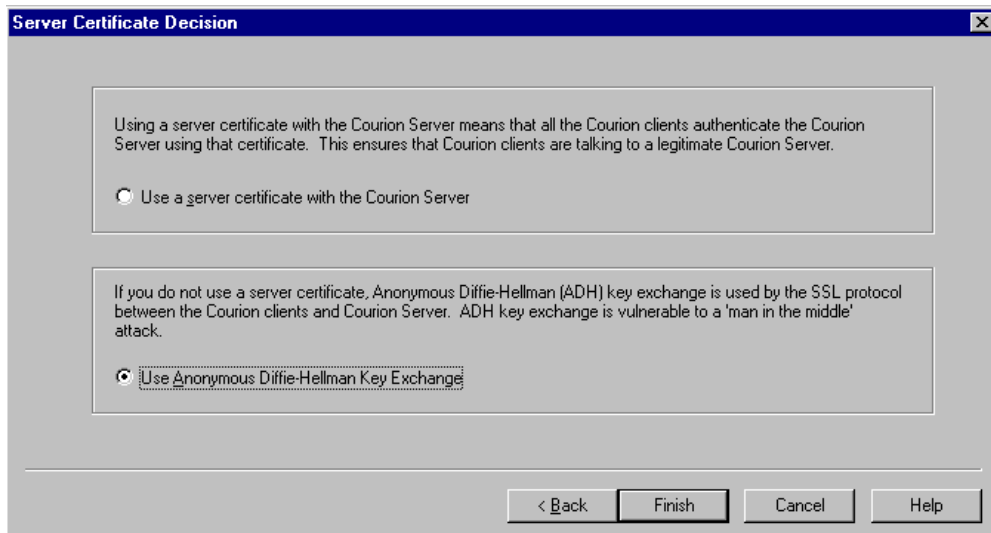 Server Certificate Decision
Using a server certificate with the Courion Server means that all the Courion clients authenticate the Courion
Server using that certificate. This ensures that Courion clients are talking to a legitimate Courion Server.
Use a server certificate with the Courion Server
If you do not use a server certificate, Anonymous Diffie-Hellman (ADH) key exchange is used by the SSL protocol
between the Courion clients and Courion Server. ADH key exchange is vulnerable to a 'man in the middle'
attack.
Use Anonymous Diffie-Hellman Key Exchange
< Back Finish Cancel Help